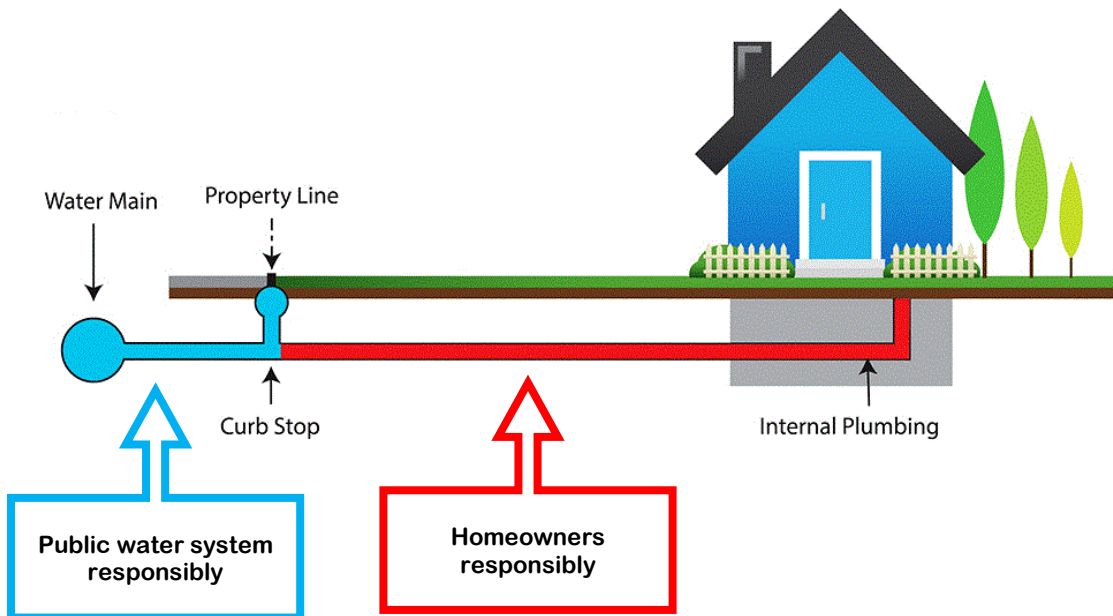 Water Main
Property Line
Curb Stop
Internal Plumbing
Public water system
responsibly
Homeowners
responsibly